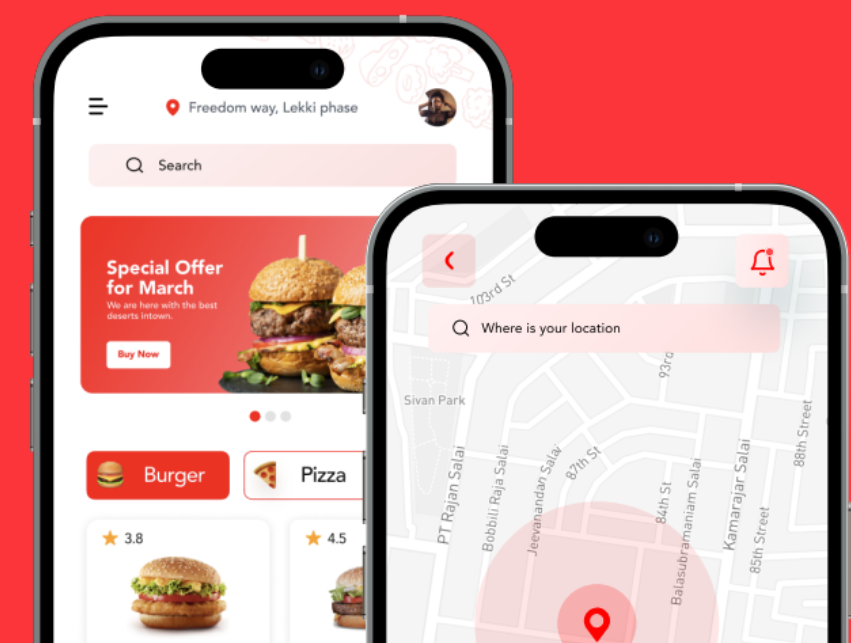 Freedom way, Lekki phase
Search
Special Offer
for March
We are here with the best
deserts intown.
Buy Now
Burger
Pizza
3.8
4.5
103rd St
Where is your location
93rd
Sivan Park
88th Street
PT Rajan Salai
Bobbili Raja Salai
Jeevanandan Salai
87th St
84th St
Balasubramaniam Salai
Kamarajar Salai
85th Street